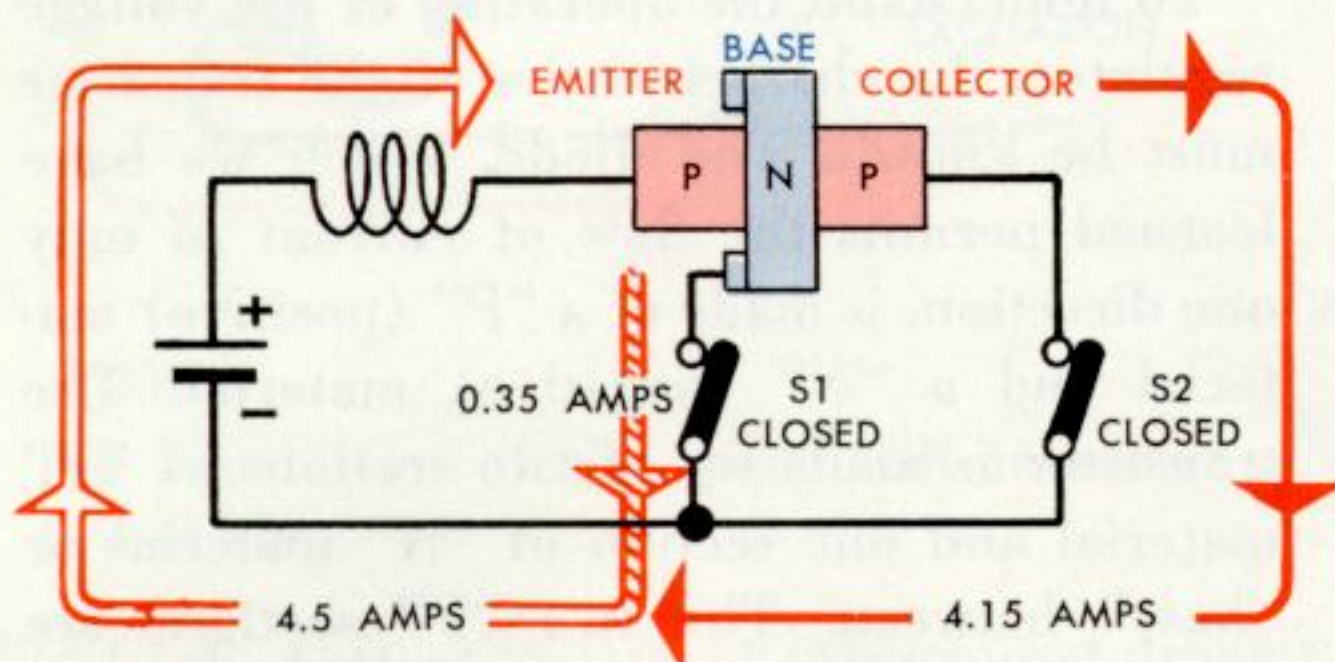 BASE
EMITTER
COLLECTOR
P
N
P
+
−
0.35 AMPS
S1
CLOSED
S2
CLOSED
4.5 AMPS
4.15 AMPS